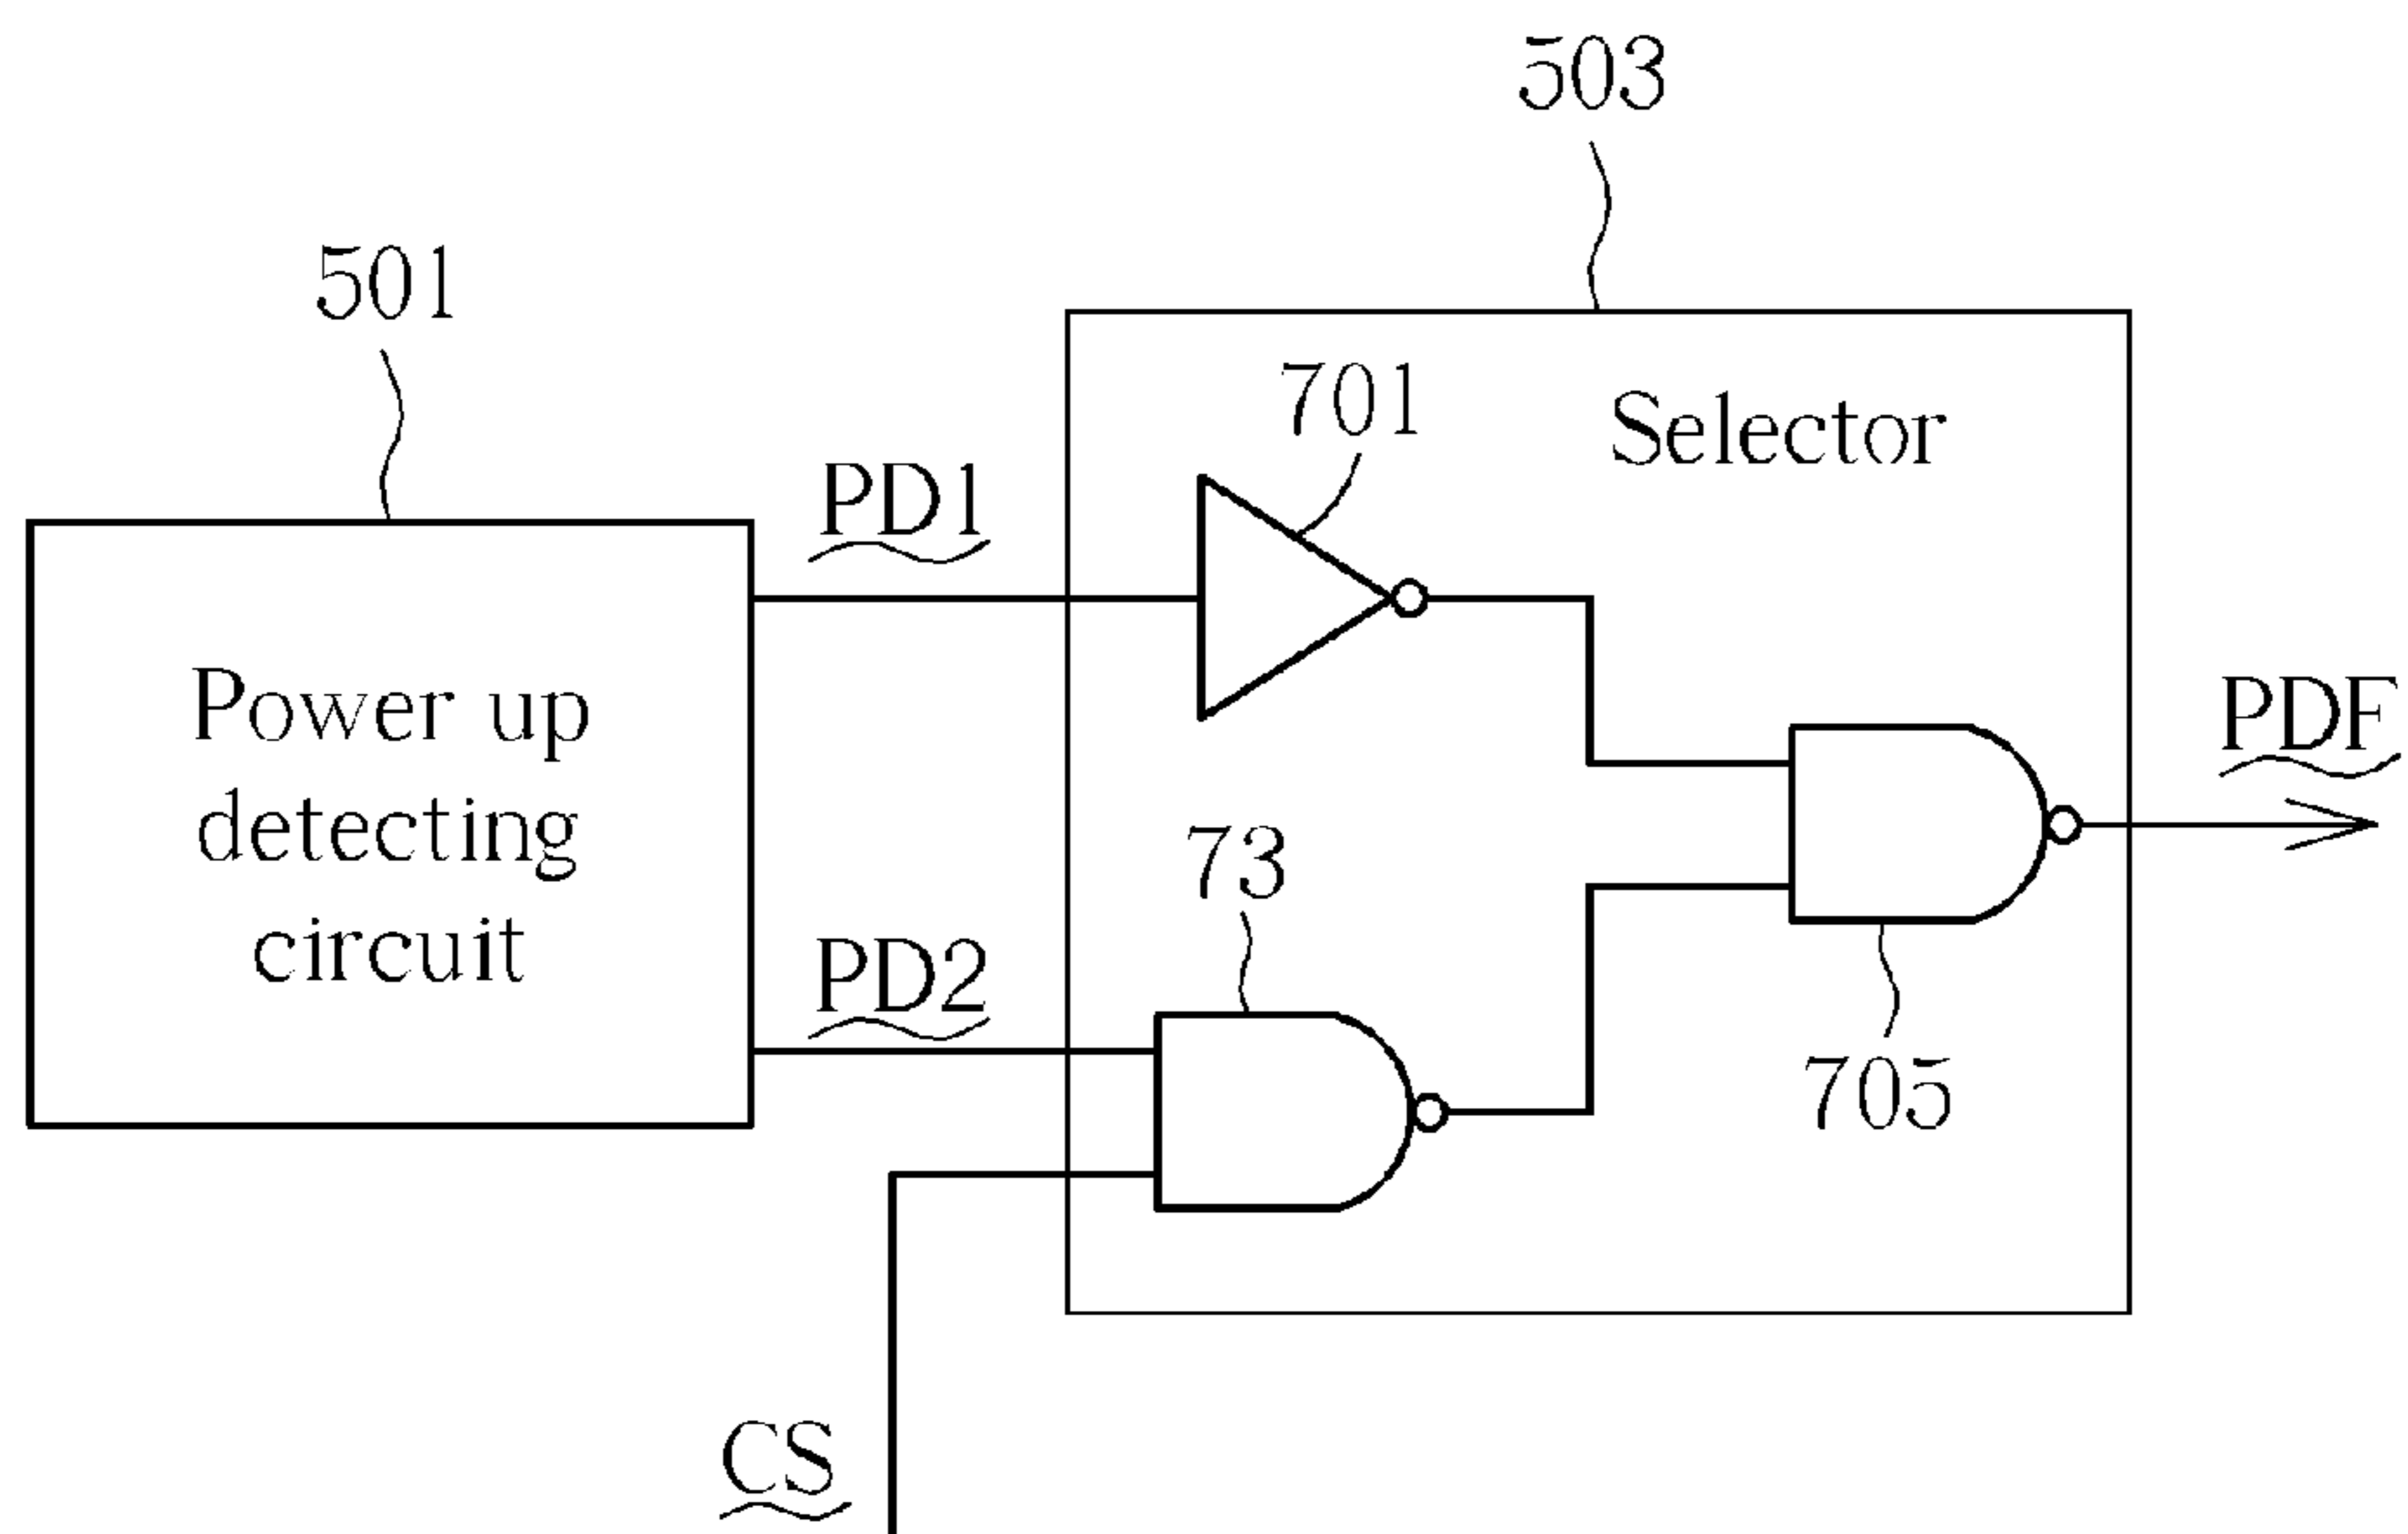 503
501
701
Selector
PD1
Power up
detecting
circuit
PDF
73
PD2
705
CS